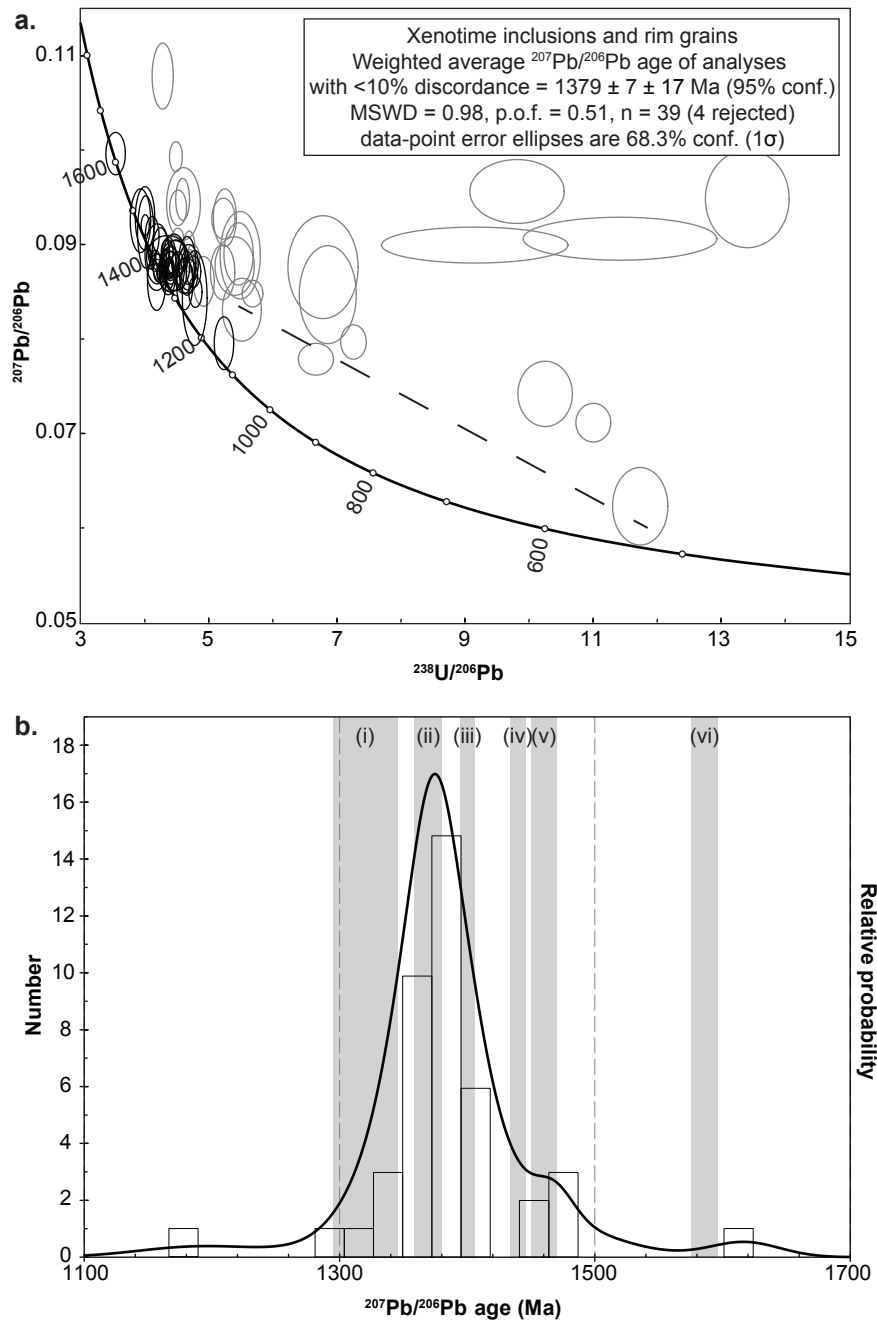 a.
Xenotime inclusions and rim grains
Weighted average ²⁰⁷Pb/²⁰⁶Pb age of analyses
with <10% discordance = 1379 ± 7 ± 17 Ma (95% conf.)
MSWD = 0.98, p.o.f. = 0.51, n = 39 (4 rejected)
data-point error ellipses are 68.3% conf. (1σ)
0.11
0.09
0.07
0.05
²⁰⁷Pb/²⁰⁶Pb
1600
1400
1200
1000
800
600
3 5 7 9 11 13 15
²³⁸U/²⁰⁶Pb
b.
(i) (ii) (iii) (iv) (v) (vi)
18
16
14
12
10
8
6
4
2
0
Number
Relative probability
1100 1300 1500 1700
²⁰⁷Pb/²⁰⁶Pb age (Ma)